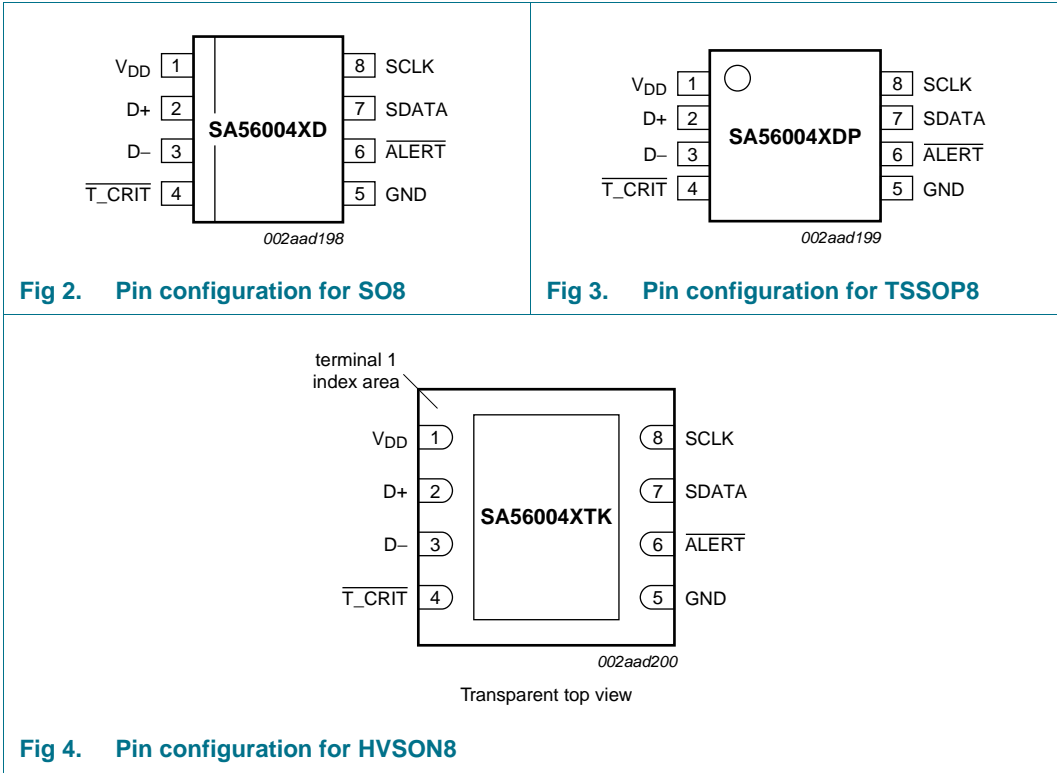 V_DD 1 8 SCLK
D+ 2 7 SDATA
SA56004XD
D− 3 6 ALERT
T_CRIT 4 5 GND
002aad198
Fig 2. Pin configuration for SO8
V_DD 1 8 SCLK
D+ 2 7 SDATA
SA56004XDP
D− 3 6 ALERT
T_CRIT 4 5 GND
002aad199
Fig 3. Pin configuration for TSSOP8
terminal 1
index area
V_DD 1 8 SCLK
D+ 2 7 SDATA
SA56004XTK
D− 3 6 ALERT
T_CRIT 4 5 GND
002aad200
Transparent top view
Fig 4. Pin configuration for HVSON8